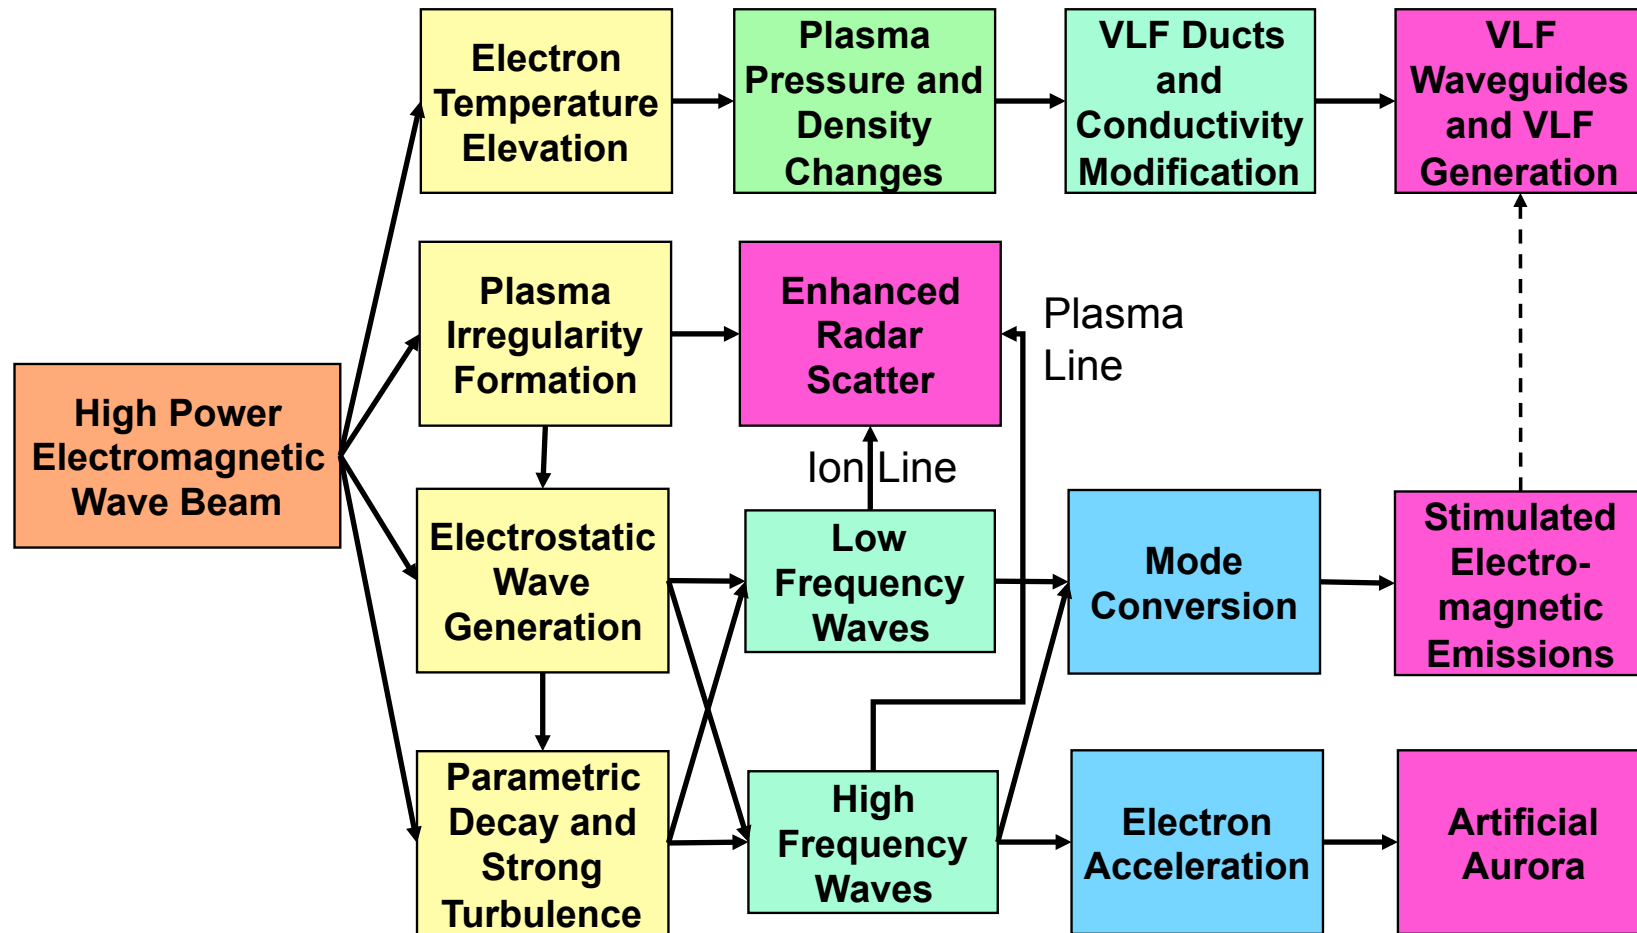 Electron
Temperature
Elevation
Plasma
Pressure and
Density
Changes
VLF Ducts
and
Conductivity
Modification
VLF
Waveguides
and VLF
Generation
Plasma
Irregularity
Formation
Enhanced
Radar
Scatter
Plasma
Line
High Power
Electromagnetic
Wave Beam
Ion Line
Electrostatic
Wave
Generation
Low
Frequency
Waves
Mode
Conversion
Stimulated
Electro-
magnetic
Emissions
Parametric
Decay and
Strong
Turbulence
High
Frequency
Waves
Electron
Acceleration
Artificial
Aurora